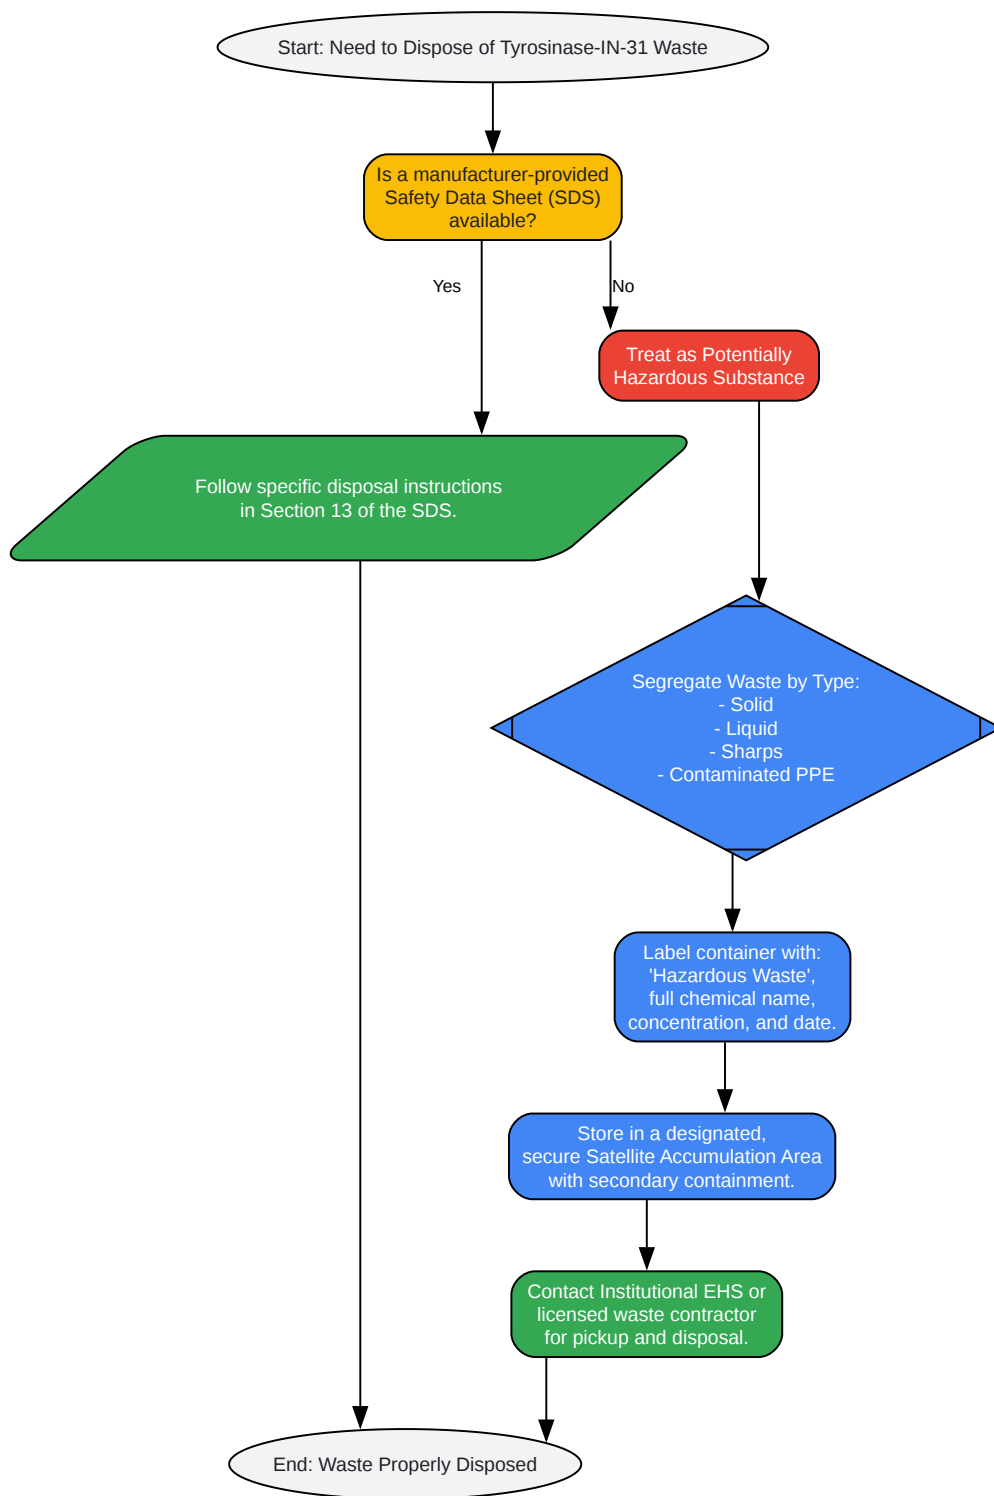 Start: Need to Dispose of Tyrosinase-IN-31 Waste
Is a manufacturer-provided
Safety Data Sheet (SDS)
available?
Yes
No
Treat as Potentially
Hazardous Substance
Follow specific disposal instructions
in Section 13 of the SDS.
Segregate Waste by Type:
- Solid
- Liquid
- Sharps
- Contaminated PPE
Label container with:
'Hazardous Waste',
full chemical name,
concentration, and date.
Store in a designated,
secure Satellite Accumulation Area
with secondary containment.
Contact Institutional EHS or
licensed waste contractor
for pickup and disposal.
End: Waste Properly Disposed